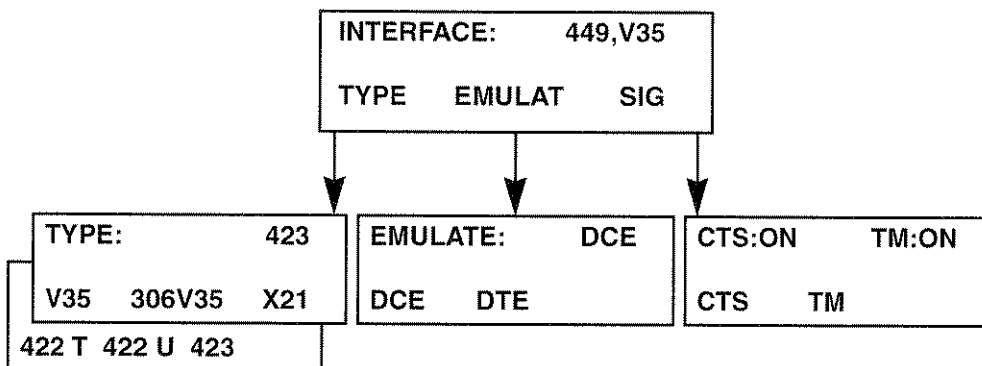 INTERFACE: 449,V35
TYPE EMULAT SIG
TYPE: 423
V35 306V35 X21
422 T 422 U 423
EMULATE: DCE
DCE DTE
CTS:ON TM:ON
CTS TM